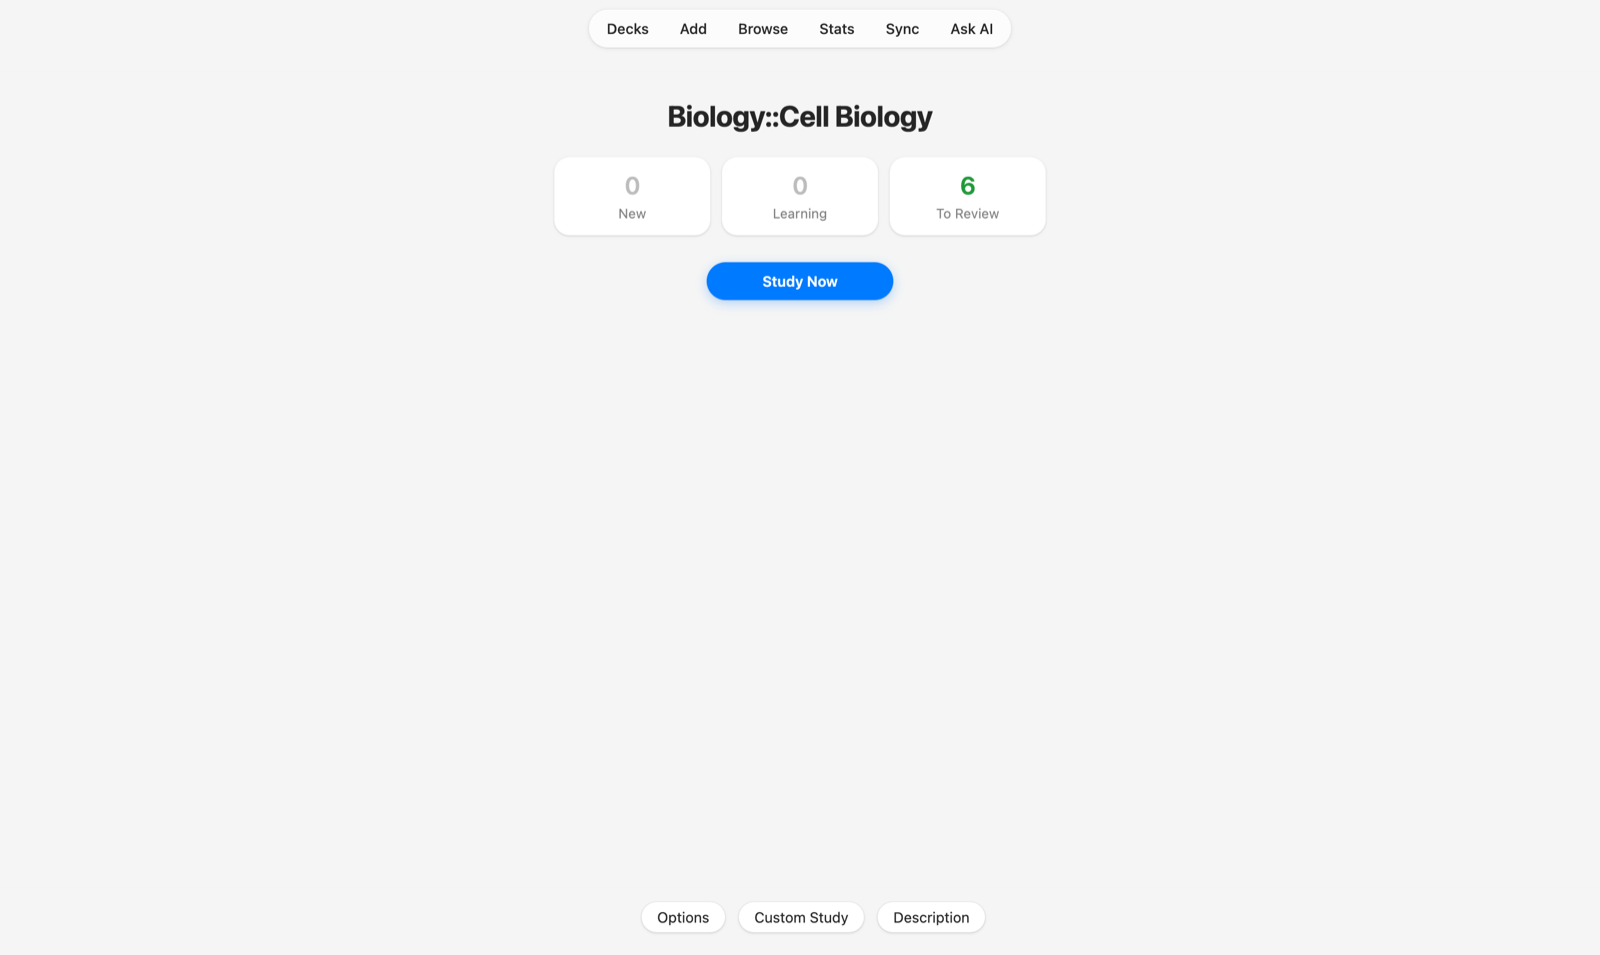 Decks Add Browse Stats Sync Ask AI
Biology::Cell Biology
0 0 6
New Learning To Review
Study Now
Options Custom Study Description